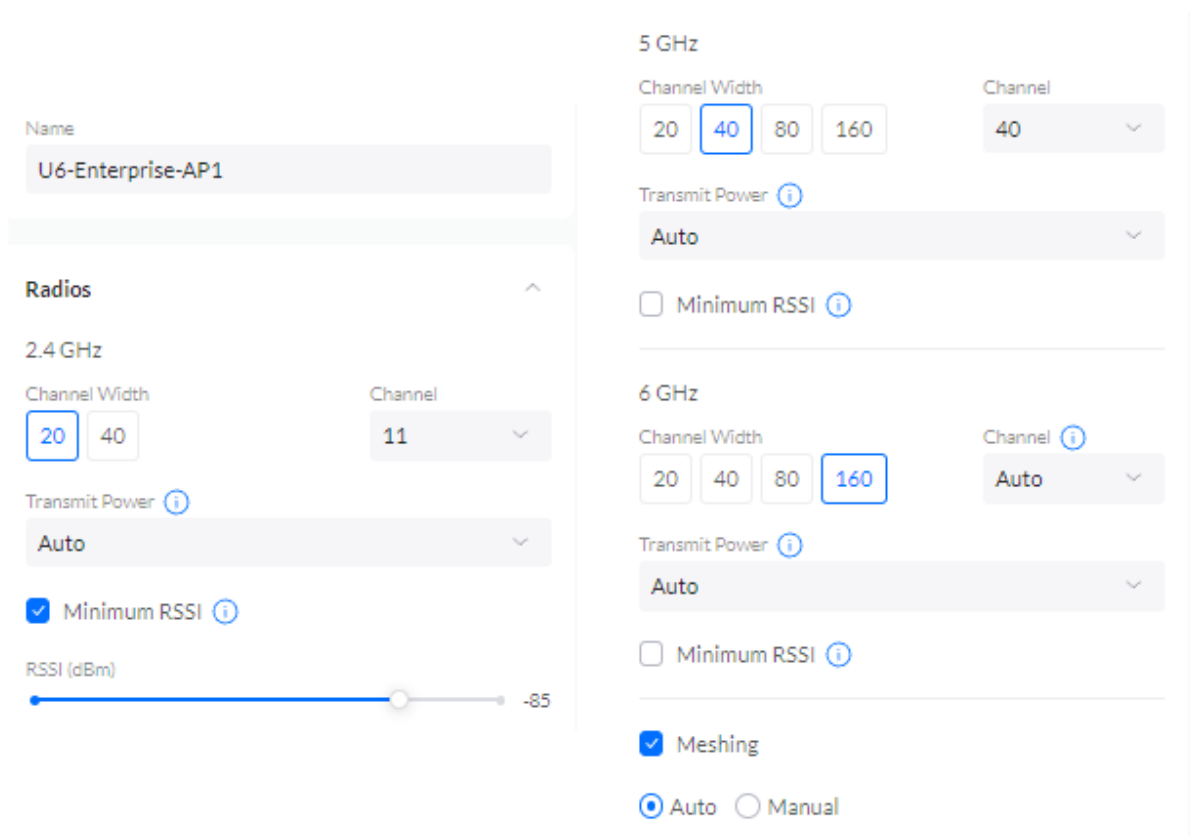 Name
U6-Enterprise-AP1
Radios
2.4 GHz
Channel Width Channel
20 40 11
Transmit Power
Auto
Minimum RSSI
RSSI (dBm)
-85
5 GHz
Channel Width Channel
20 40 80 160 40
Transmit Power
Auto
Minimum RSSI
6 GHz
Channel Width Channel
20 40 80 160 Auto
Transmit Power
Auto
Minimum RSSI
Meshing
Auto Manual